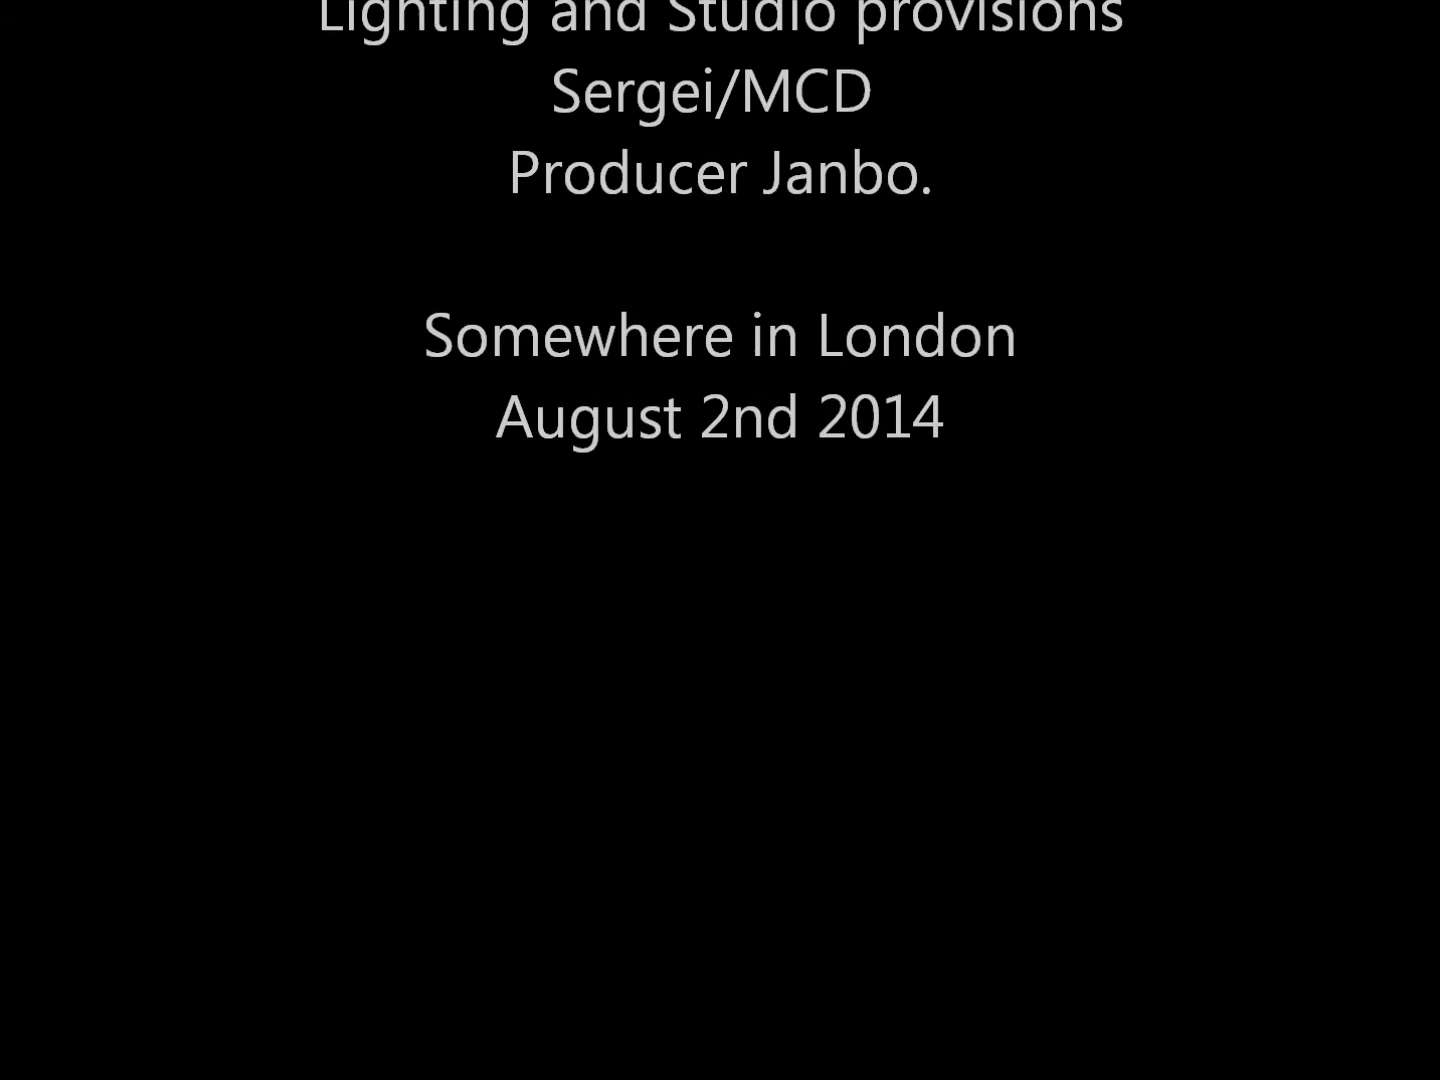 Lighting and Studio provisions
Sergei/MCD
Producer Janbo.
Somewhere in London
August 2nd 2014